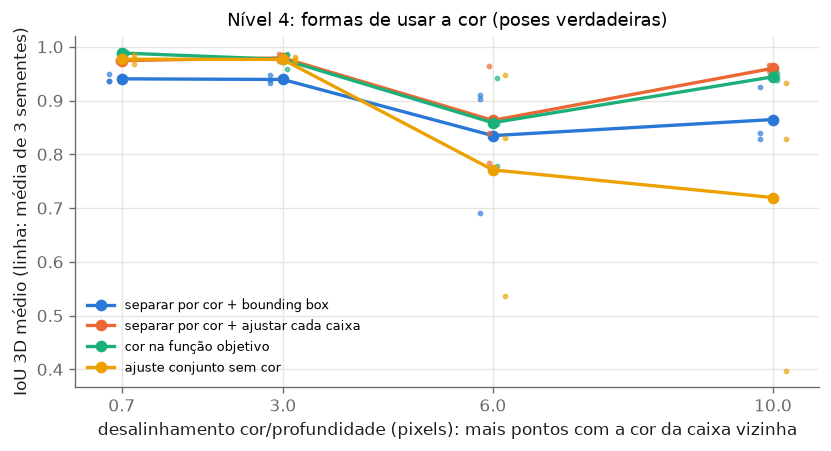 Nível 4: formas de usar a cor (poses verdadeiras)
IoU 3D médio (linha: média de 3 sementes)
1.0
0.9
0.8
0.7
0.6
0.5
0.4
separar por cor + bounding box
separar por cor + ajustar cada caixa
cor na função objetivo
ajuste conjunto sem cor
0.7
3.0
6.0
10.0
desalinhamento cor/profundidade (pixels): mais pontos com a cor da caixa vizinha